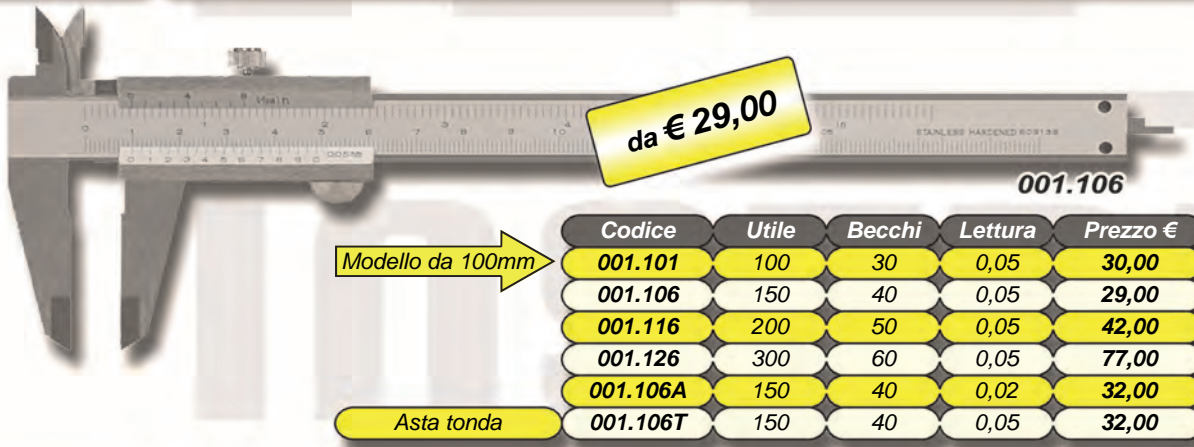 da € 29,00
STAINLESS HARDENED
001.106
Codice Utile Becchi Lettura Prezzo €
Modello da 100mm 001.101 100 30 0,05 30,00
001.106 150 40 0,05 29,00
001.116 200 50 0,05 42,00
001.126 300 60 0,05 77,00
001.106A 150 40 0,02 32,00
Asta tonda 001.106T 150 40 0,05 32,00